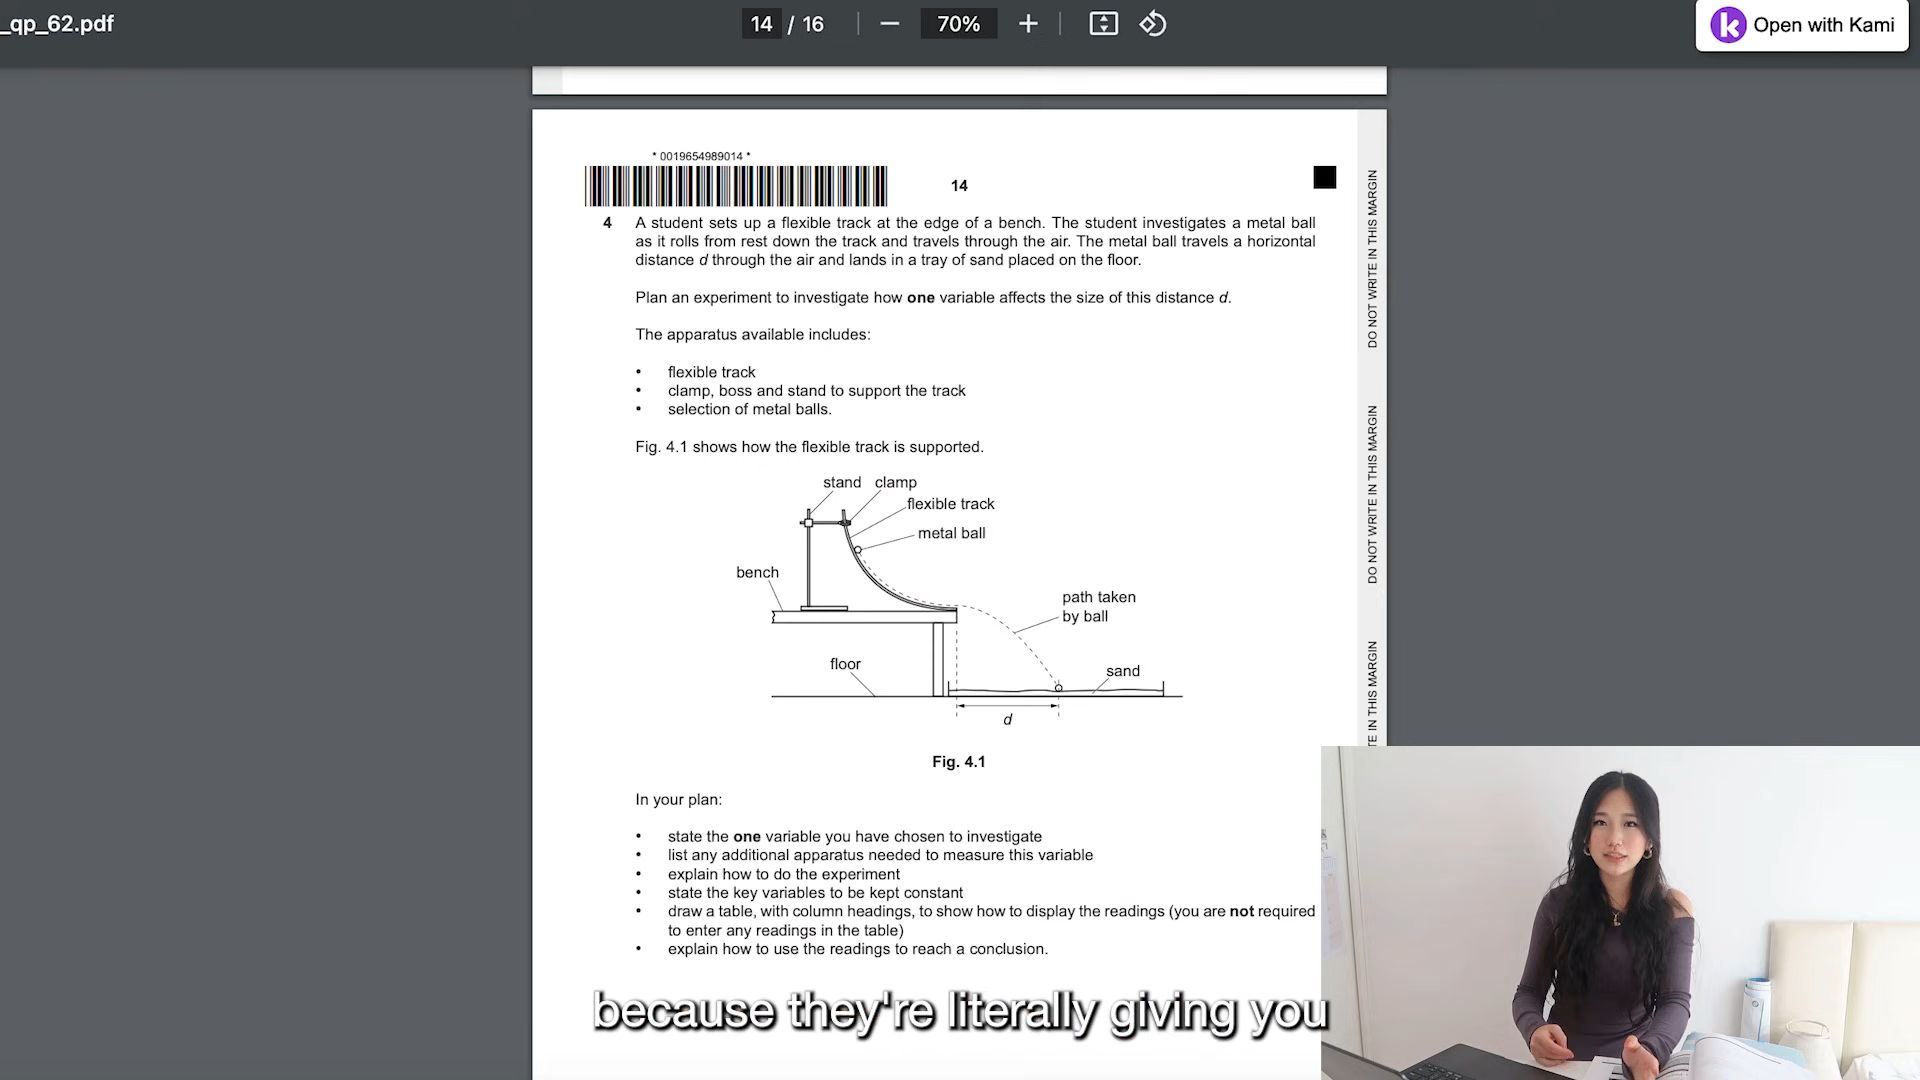 _qp_62.pdf
14 / 16
70%
Open with Kami
* 0019654989014 *
14
4 A student sets up a flexible track at the edge of a bench. The student investigates a metal ball
as it rolls from rest down the track and travels through the air. The metal ball travels a horizontal
distance d through the air and lands in a tray of sand placed on the floor.
Plan an experiment to investigate how one variable affects the size of this distance d.
The apparatus available includes:
• flexible track
• clamp, boss and stand to support the track
• selection of metal balls.
Fig. 4.1 shows how the flexible track is supported.
stand clamp
flexible track
metal ball
bench
path taken
by ball
floor
sand
d
Fig. 4.1
In your plan:
• state the one variable you have chosen to investigate
• list any additional apparatus needed to measure this variable
• explain how to do the experiment
• state the key variables to be kept constant
• draw a table, with column headings, to show how to display the readings (you are not required
to enter any readings in the table)
• explain how to use the readings to reach a conclusion.
DO NOT WRITE IN THIS MARGIN
DO NOT WRITE IN THIS MARGIN
TE IN THIS MARGIN
because they're literally giving you